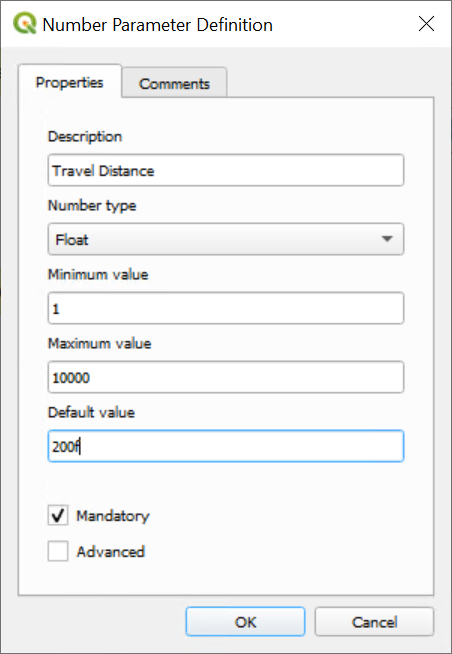 Number Parameter Definition
Properties
Comments
Description
Travel Distance
Number type
Float
Minimum value
1
Maximum value
10000
Default value
200f
Mandatory
Advanced
OK
Cancel